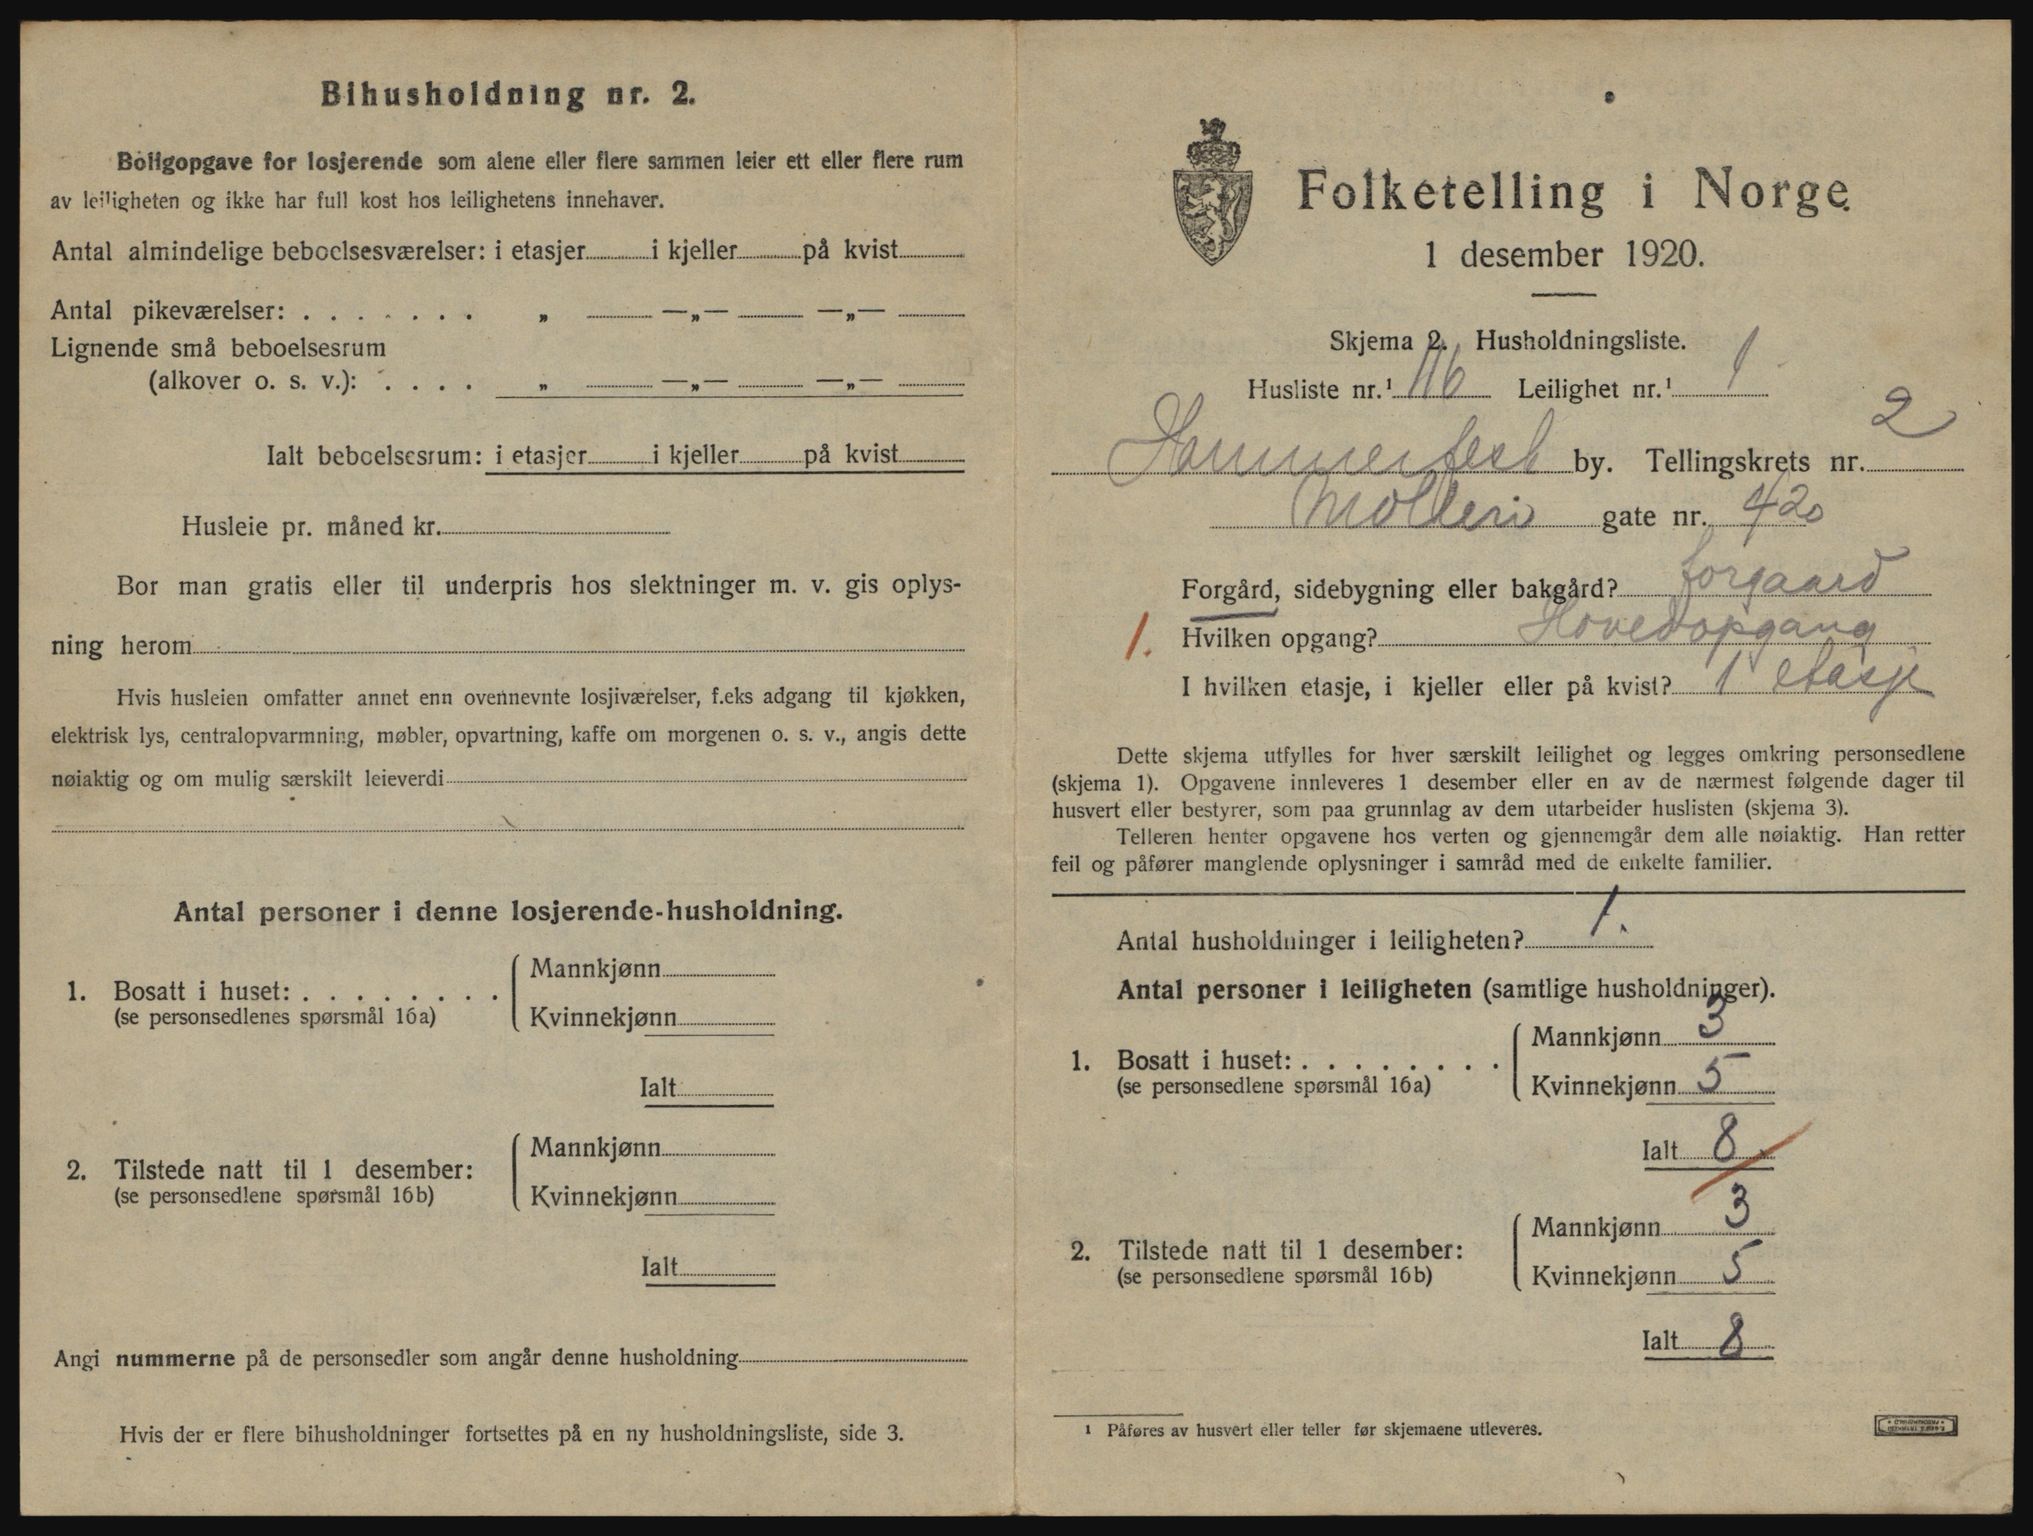 Bihusholdning nr. 2.
Boligopgave for losjerende som alene eller flere sammen leier ett eller flere rum
av leiligheten og ikke har full kost hos leilighetens innehaver.
Antal almindelige beboelsesværelser: i etasjer i kjeller på kvist
Antal pikeværelser: . . . . . . . „ —„— —„—
Lignende små beboelsesrum
(alkover o. s. v.): . . . . „ —„— —„—
Ialt beboelsesrum: i etasjer i kjeller på kvist
Husleie pr. måned kr.
Bor man gratis eller til underpris hos slektninger m. v. gis oplys-
ning herom
Hvis husleien omfatter annet enn ovennevnte losjiværelser, f.eks adgang til kjøkken,
elektrisk lys, centralopvarmning, møbler, opvartning, kaffe om morgenen o. s. v., angis dette
nøiaktig og om mulig særskilt leieverdi
Antal personer i denne losjerende-husholdning.
Mannkjønn
1. Bosatt i huset: . . . . . . . .
(se personsedlenes spørsmål 16a)
Kvinnekjønn
Ialt
Mannkjønn
2. Tilstede natt til 1 desember:
(se personsedlene spørsmål 16b)
Kvinnekjønn
Ialt
Angi nummerne på de personsedler som angår denne husholdning
Hvis der er flere bihusholdninger fortsettes på en ny husholdningsliste, side 3.
Folketelling i Norge
1 desember 1920.
Skjema 2. Husholdningsliste.
Husliste nr.¹ 116 Leilighet nr.¹ 1
Hammerfest by. Tellingskrets nr. 2
Molleri gate nr. 420
Forgård, sidebygning eller bakgård? forgaard
1. Hvilken opgang? Hovedopgang
I hvilken etasje, i kjeller eller på kvist? 1 etasje
Dette skjema utfylles for hver særskilt leilighet og legges omkring personsedlene
(skjema 1). Opgavene innleveres 1 desember eller en av de nærmest følgende dager til
husvert eller bestyrer, som paa grunnlag av dem utarbeider huslisten (skjema 3).
Telleren henter opgavene hos verten og gjennemgår dem alle nøiaktig. Han retter
feil og påfører manglende oplysninger i samråd med de enkelte familier.
Antal husholdninger i leiligheten? 1.
Antal personer i leiligheten (samtlige husholdninger).
Mannkjønn 3
1. Bosatt i huset: . . . . . . . .
(se personsedlene spørsmål 16a)
Kvinnekjønn 5
Ialt 8
Mannkjønn 3
2. Tilstede natt til 1 desember:
(se personsedlene spørsmål 16b)
Kvinnekjønn 5
Ialt 8
¹ Påføres av husvert eller teller før skjemaene utleveres.